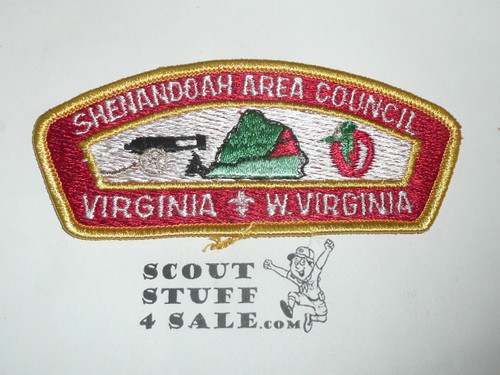 SHENANDOAH AREA COUNCIL
VIRGINIA W. VIRGINIA
SCOUT
STUFF
4 SALE.com